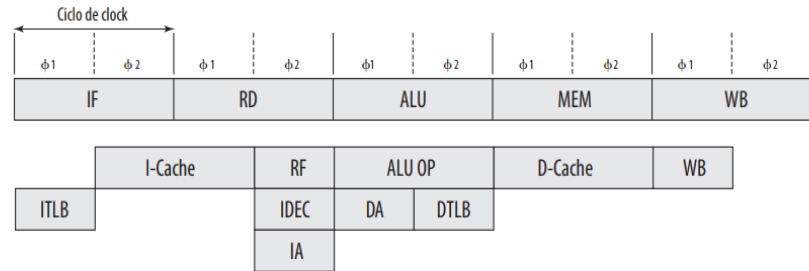 Ciclo de clock
ϕ1 ϕ2 ϕ1 ϕ2 ϕ1 ϕ2 ϕ1 ϕ2 ϕ1 ϕ2
IF RD ALU MEM WB
I-Cache RF ALU OP D-Cache WB
ITLB IDEC DA DTLB
IA